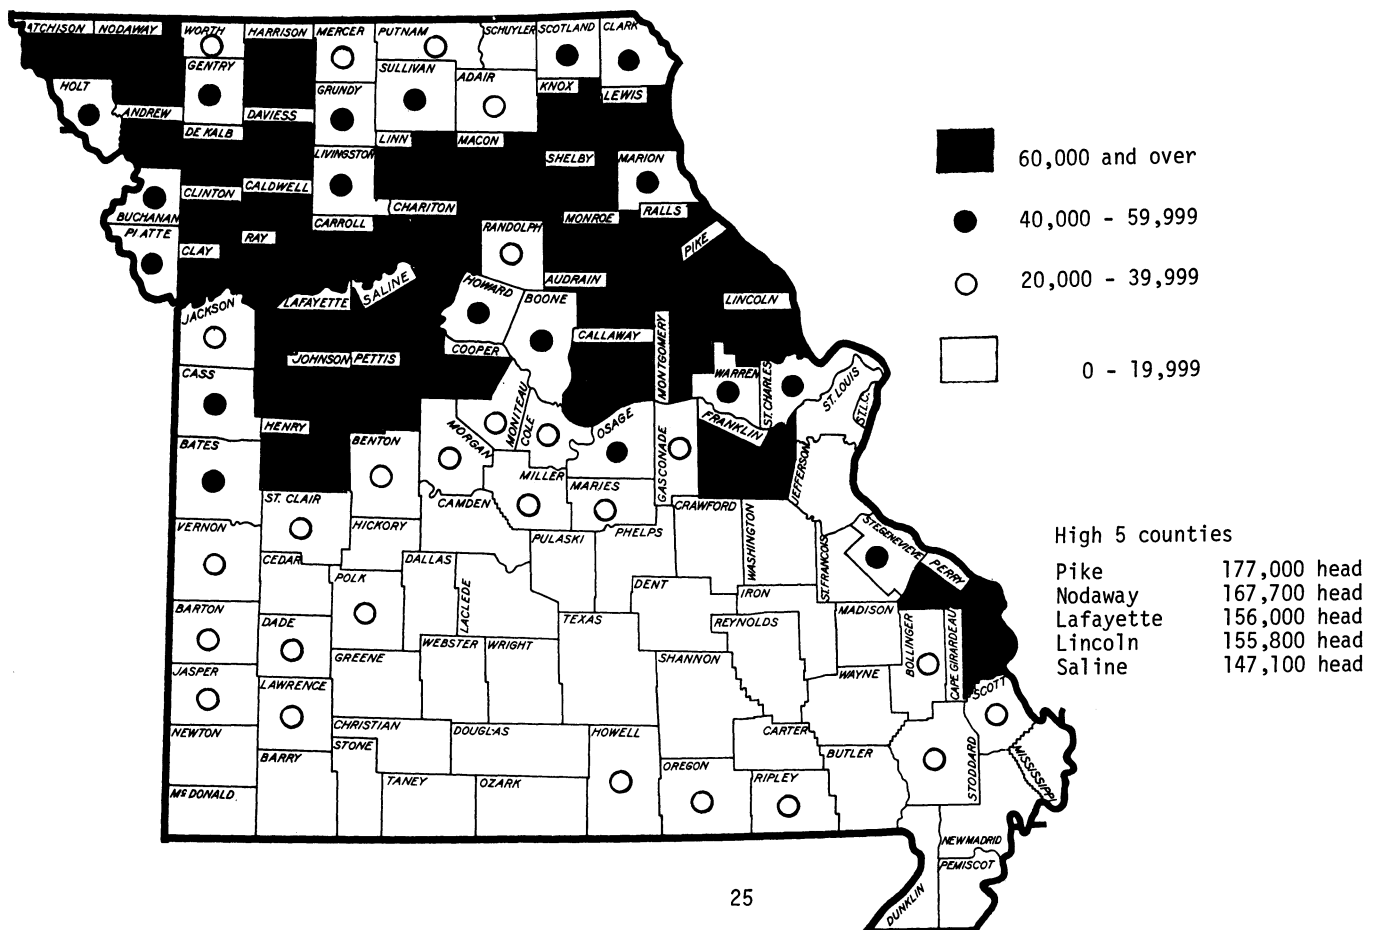 ATCHISON NODAWAY WORTH HARRISON MERCER PUTNAM SCHUYLER SCOTLAND CLARK
HOLT GENTRY GRUNDY SULLIVAN ADAIR KNOX LEWIS
ANDREW DE KALB DAVIESS LINN MACON
LIVINGSTON SHELBY MARION
BUCHANAN CLINTON CALDWELL CARROLL CHARITON MONROE RALLS
PLATTE CLAY RAY RANDOLPH PIKE
AUDRAIN
JACKSON LAFAYETTE SALINE HOWARD BOONE LINCOLN
CALLAWAY MONTGOMERY
JOHNSON PETTIS COOPER
CASS MONITEAU COLE WARREN ST. CHARLES ST. LOUIS ST.L.C.
HENRY MORGAN OSAGE GASCONADE FRANKLIN
BATES BENTON MILLER MARIES JEFFERSON
ST. CLAIR CAMDEN CRAWFORD
VERNON HICKORY PULASKI PHELPS WASHINGTON ST.FRANCOIS STE.GENEVIEVE
CEDAR DALLAS LACLEDE PERRY
POLK DENT IRON
BARTON DADE TEXAS REYNOLDS MADISON BOLLINGER CAPE GIRARDEAU
WEBSTER WRIGHT
GREENE SHANNON
JASPER LAWRENCE WAYNE SCOTT
NEWTON CHRISTIAN DOUGLAS HOWELL CARTER
STONE BARRY BUTLER STODDARD MISSISSIPPI
OREGON RIPLEY
McDONALD TANEY OZARK
NEWMADRID
PEMISCOT
DUNKLIN
60,000 and over
40,000 - 59,999
20,000 - 39,999
0 - 19,999
High 5 counties
Pike 177,000 head
Nodaway 167,700 head
Lafayette 156,000 head
Lincoln 155,800 head
Saline 147,100 head
25